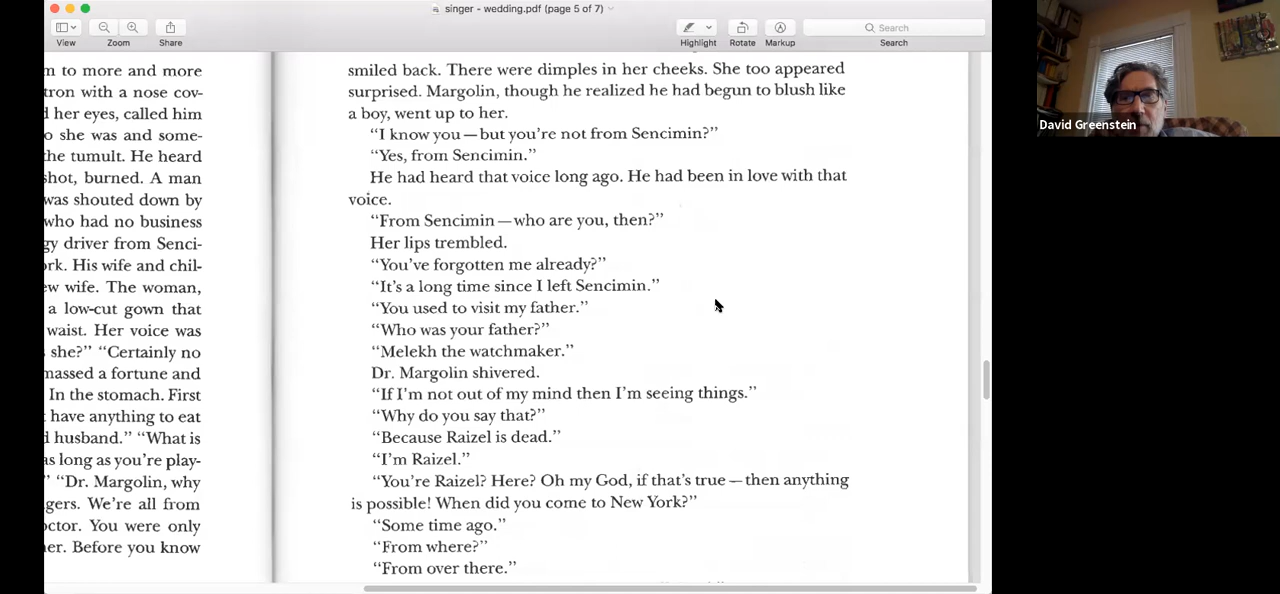 singer - wedding.pdf (page 5 of 7)
View
Zoom
Share
Highlight
Rotate
Markup
Search
Search
David Greenstein
m to more and more
tron with a nose cov-
d her eyes, called him
o she was and some-
the tumult. He heard
shot, burned. A man
was shouted down by
who had no business
gy driver from Senci-
ork. His wife and chil-
ew wife. The woman,
a low-cut gown that
waist. Her voice was
she?" "Certainly no
massed a fortune and
In the stomach. First
have anything to eat
d husband." "What is
as long as you're play-
" "Dr. Margolin, why
gers. We're all from
octor. You were only
er. Before you know
smiled back. There were dimples in her cheeks. She too appeared
surprised. Margolin, though he realized he had begun to blush like
a boy, went up to her.
"I know you—but you're not from Sencimin?"
"Yes, from Sencimin."
He had heard that voice long ago. He had been in love with that
voice.
"From Sencimin—who are you, then?"
Her lips trembled.
"You've forgotten me already?"
"It's a long time since I left Sencimin."
"You used to visit my father."
"Who was your father?"
"Melekh the watchmaker."
Dr. Margolin shivered.
"If I'm not out of my mind then I'm seeing things."
"Why do you say that?"
"Because Raizel is dead."
"I'm Raizel."
"You're Raizel? Here? Oh my God, if that's true—then anything
is possible! When did you come to New York?"
"Some time ago."
"From where?"
"From over there."